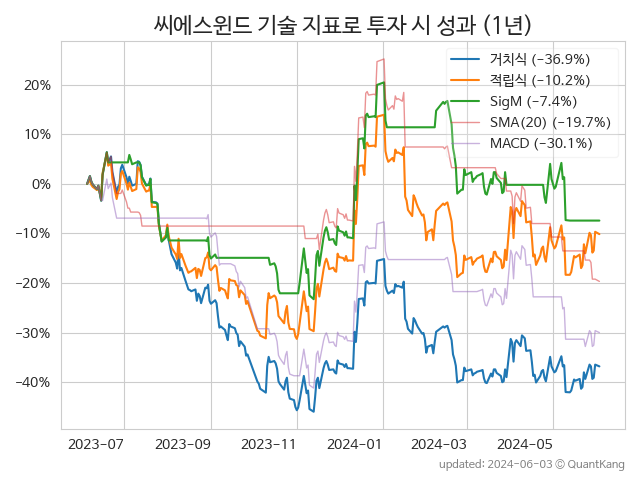 씨에스윈드 기술 지표로 투자 시 성과 (1년)
거치식 (−36.9%)
적립식 (−10.2%)
SigM (−7.4%)
SMA(20) (−19.7%)
MACD (−30.1%)
20%
10%
0%
−10%
−20%
−30%
−40%
2023−07
2023−09
2023−11
2024−01
2024−03
2024−05
updated: 2024−06−03 ⓒ QuantKang